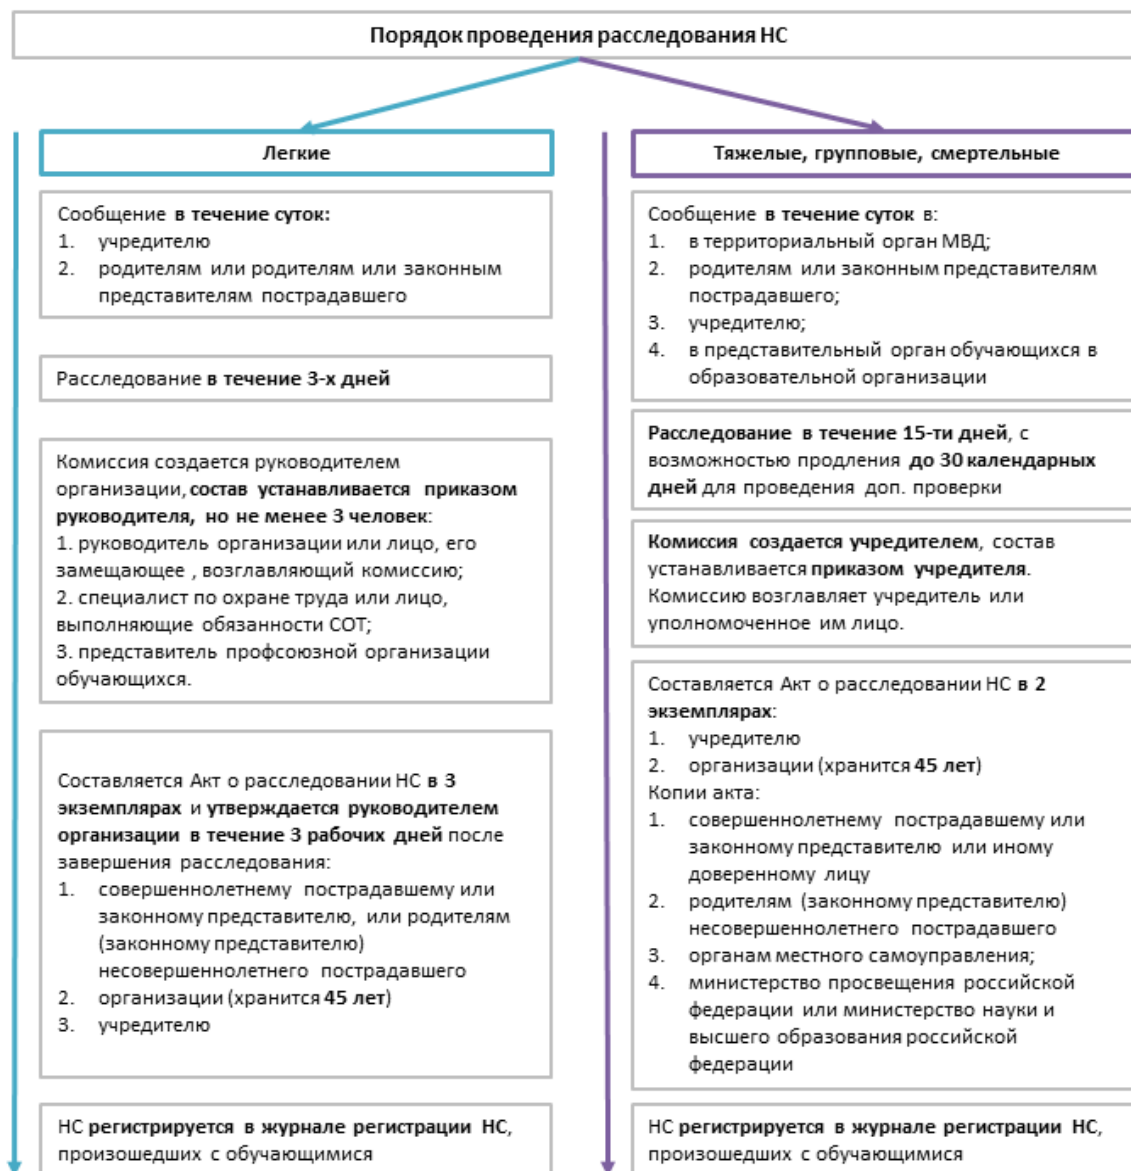 Порядок проведения расследования НС
Легкие
Сообщение в течение суток:
1. учредителю
2. родителям или родителям или законным
представителям пострадавшего
Расследование в течение 3-х дней
Комиссия создается руководителем
организации, состав устанавливается приказом
руководителя, но не менее 3 человек:
1. руководитель организации или лицо, его
замещающее , возглавляющий комиссию;
2. специалист по охране труда или лицо,
выполняющие обязанности СОТ;
3. представитель профсоюзной организации
обучающихся.
Составляется Акт о расследовании НС в 3
экземплярах и утверждается руководителем
организации в течение 3 рабочих дней после
завершения расследования:
1. совершеннолетнему пострадавшему или
законному представителю, или родителям
(законному представителю)
несовершеннолетнего пострадавшего
2. организации (хранится 45 лет)
3. учредителю
НС регистрируется в журнале регистрации НС,
произошедших с обучающимися
Тяжелые, групповые, смертельные
Сообщение в течение суток в:
1. в территориальный орган МВД;
2. родителям или законным представителям
пострадавшего;
3. учредителю;
4. в представительный орган обучающихся в
образовательной организации
Расследование в течение 15-ти дней, с
возможностью продления до 30 календарных
дней для проведения доп. проверки
Комиссия создается учредителем, состав
устанавливается приказом учредителя.
Комиссию возглавляет учредитель или
уполномоченное им лицо.
Составляется Акт о расследовании НС в 2
экземплярах:
1. учредителю
2. организации (хранится 45 лет)
Копии акта:
1. совершеннолетнему пострадавшему или
законному представителю или иному
доверенному лицу
2. родителям (законному представителю)
несовершеннолетнего пострадавшего
3. органам местного самоуправления;
4. министерство просвещения российской
федерации или министерство науки и
высшего образования российской
федерации
НС регистрируется в журнале регистрации НС,
произошедших с обучающимися